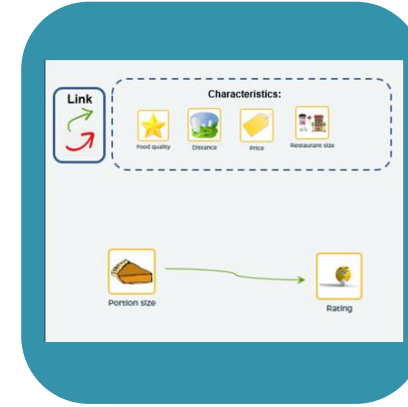 Link
Characteristics:
Food quality
Distance
Price
Restaurant size
Portion size
Rating